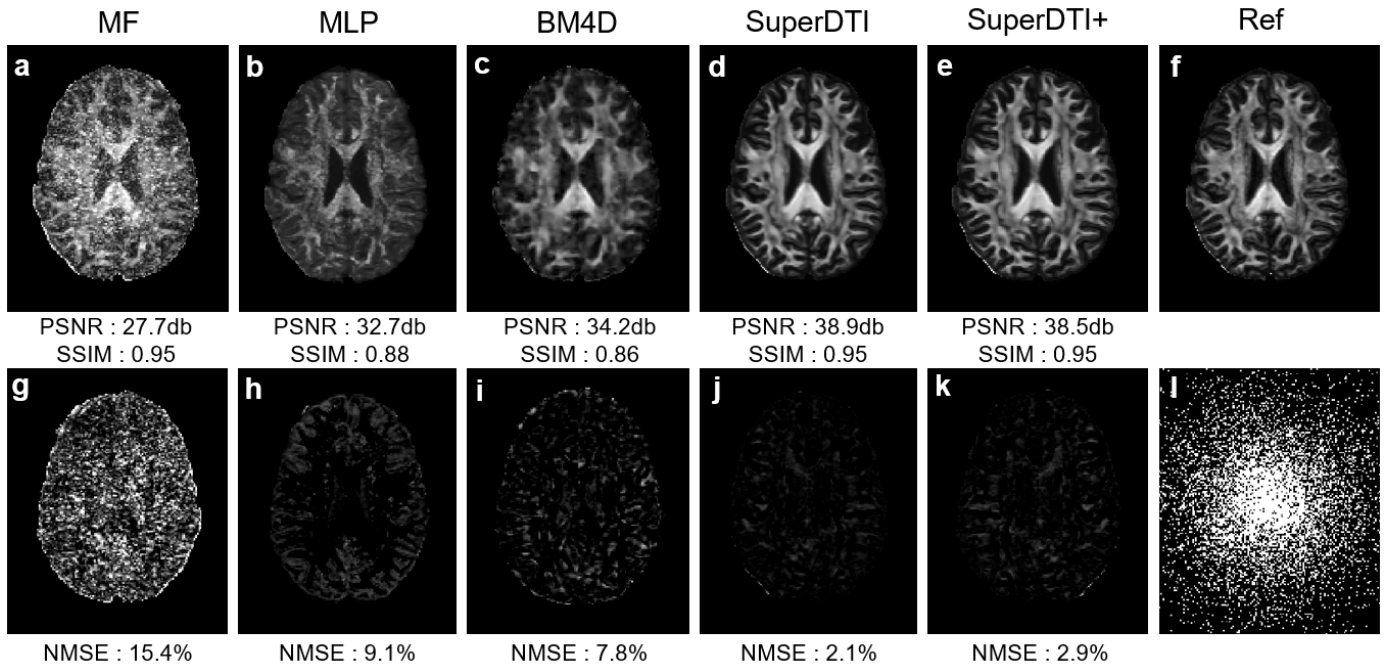 MF MLP BM4D SuperDTI SuperDTI+ Ref
a b c d e f
PSNR : 27.7db PSNR : 32.7db PSNR : 34.2db PSNR : 38.9db PSNR : 38.5db
SSIM : 0.95 SSIM : 0.88 SSIM : 0.86 SSIM : 0.95 SSIM : 0.95
g h i j k l
NMSE : 15.4% NMSE : 9.1% NMSE : 7.8% NMSE : 2.1% NMSE : 2.9%